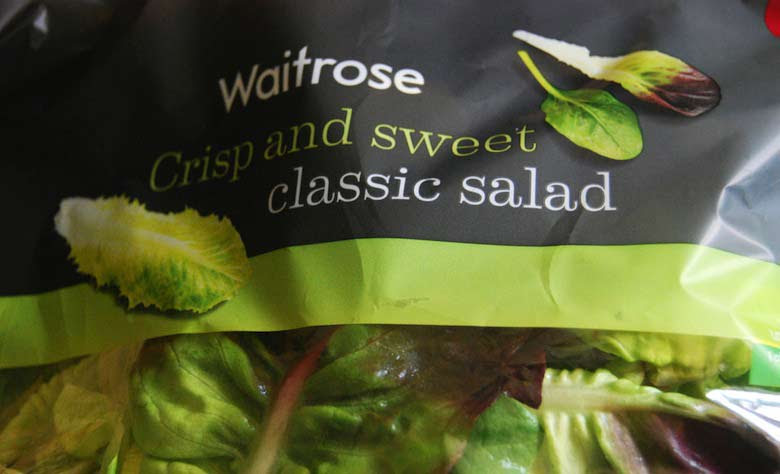 Waitrose
Crisp and sweet
classic salad